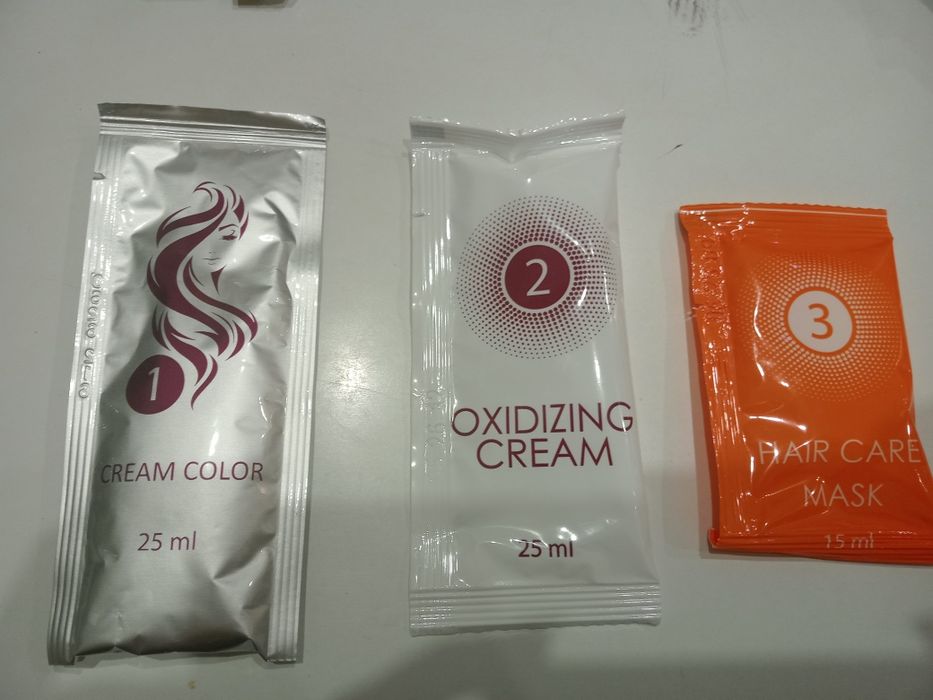 1
CREAM COLOR
25 ml
2
OXIDIZING
CREAM
25 ml
3
HAIR CARE
MASK
15 ml